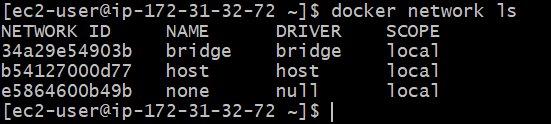 [ec2-user@ip-172-31-32-72 ~]$ docker network ls
NETWORK ID     NAME      DRIVER    SCOPE
34a29e54903b   bridge    bridge    local
b54127000d77   host      host      local
e5864600b49b   none      null      local
[ec2-user@ip-172-31-32-72 ~]$